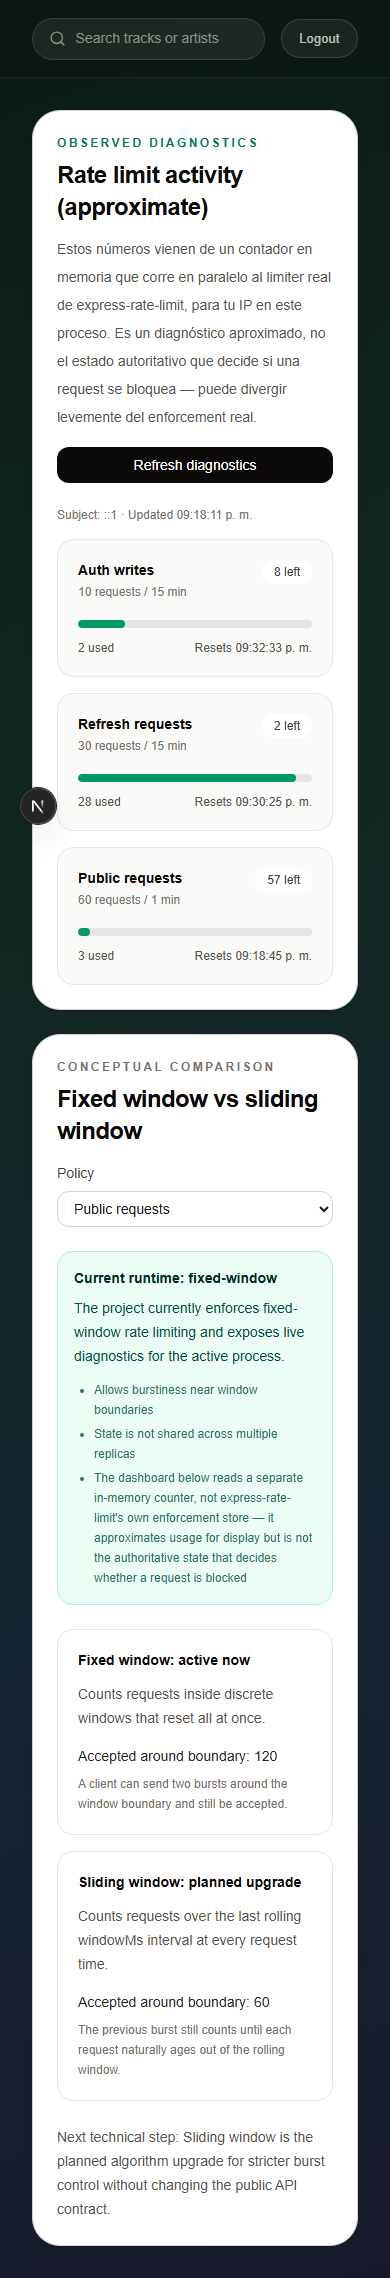 Search tracks or artists
Logout
OBSERVED DIAGNOSTICS
Rate limit activity
(approximate)
Estos números vienen de un contador en
memoria que corre en paralelo al limiter real
de express-rate-limit, para tu IP en este
proceso. Es un diagnóstico aproximado, no
el estado autoritativo que decide si una
request se bloquea — puede divergir
levemente del enforcement real.
Refresh diagnostics
Subject: ::1 · Updated 09:18:11 p. m.
Auth writes
8 left
10 requests / 15 min
2 used
Resets 09:32:33 p. m.
Refresh requests
2 left
30 requests / 15 min
28 used
Resets 09:30:25 p. m.
N
Public requests
57 left
60 requests / 1 min
3 used
Resets 09:18:45 p. m.
CONCEPTUAL COMPARISON
Fixed window vs sliding
window
Policy
Public requests
Current runtime: fixed-window
The project currently enforces fixed-
window rate limiting and exposes live
diagnostics for the active process.
• Allows burstiness near window
boundaries
• State is not shared across multiple
replicas
• The dashboard below reads a separate
in-memory counter, not express-rate-
limit's own enforcement store — it
approximates usage for display but is not
the authoritative state that decides
whether a request is blocked
Fixed window: active now
Counts requests inside discrete
windows that reset all at once.
Accepted around boundary: 120
A client can send two bursts around the
window boundary and still be accepted.
Sliding window: planned upgrade
Counts requests over the last rolling
windowMs interval at every request
time.
Accepted around boundary: 60
The previous burst still counts until each
request naturally ages out of the rolling
window.
Next technical step: Sliding window is the
planned algorithm upgrade for stricter burst
control without changing the public API
contract.